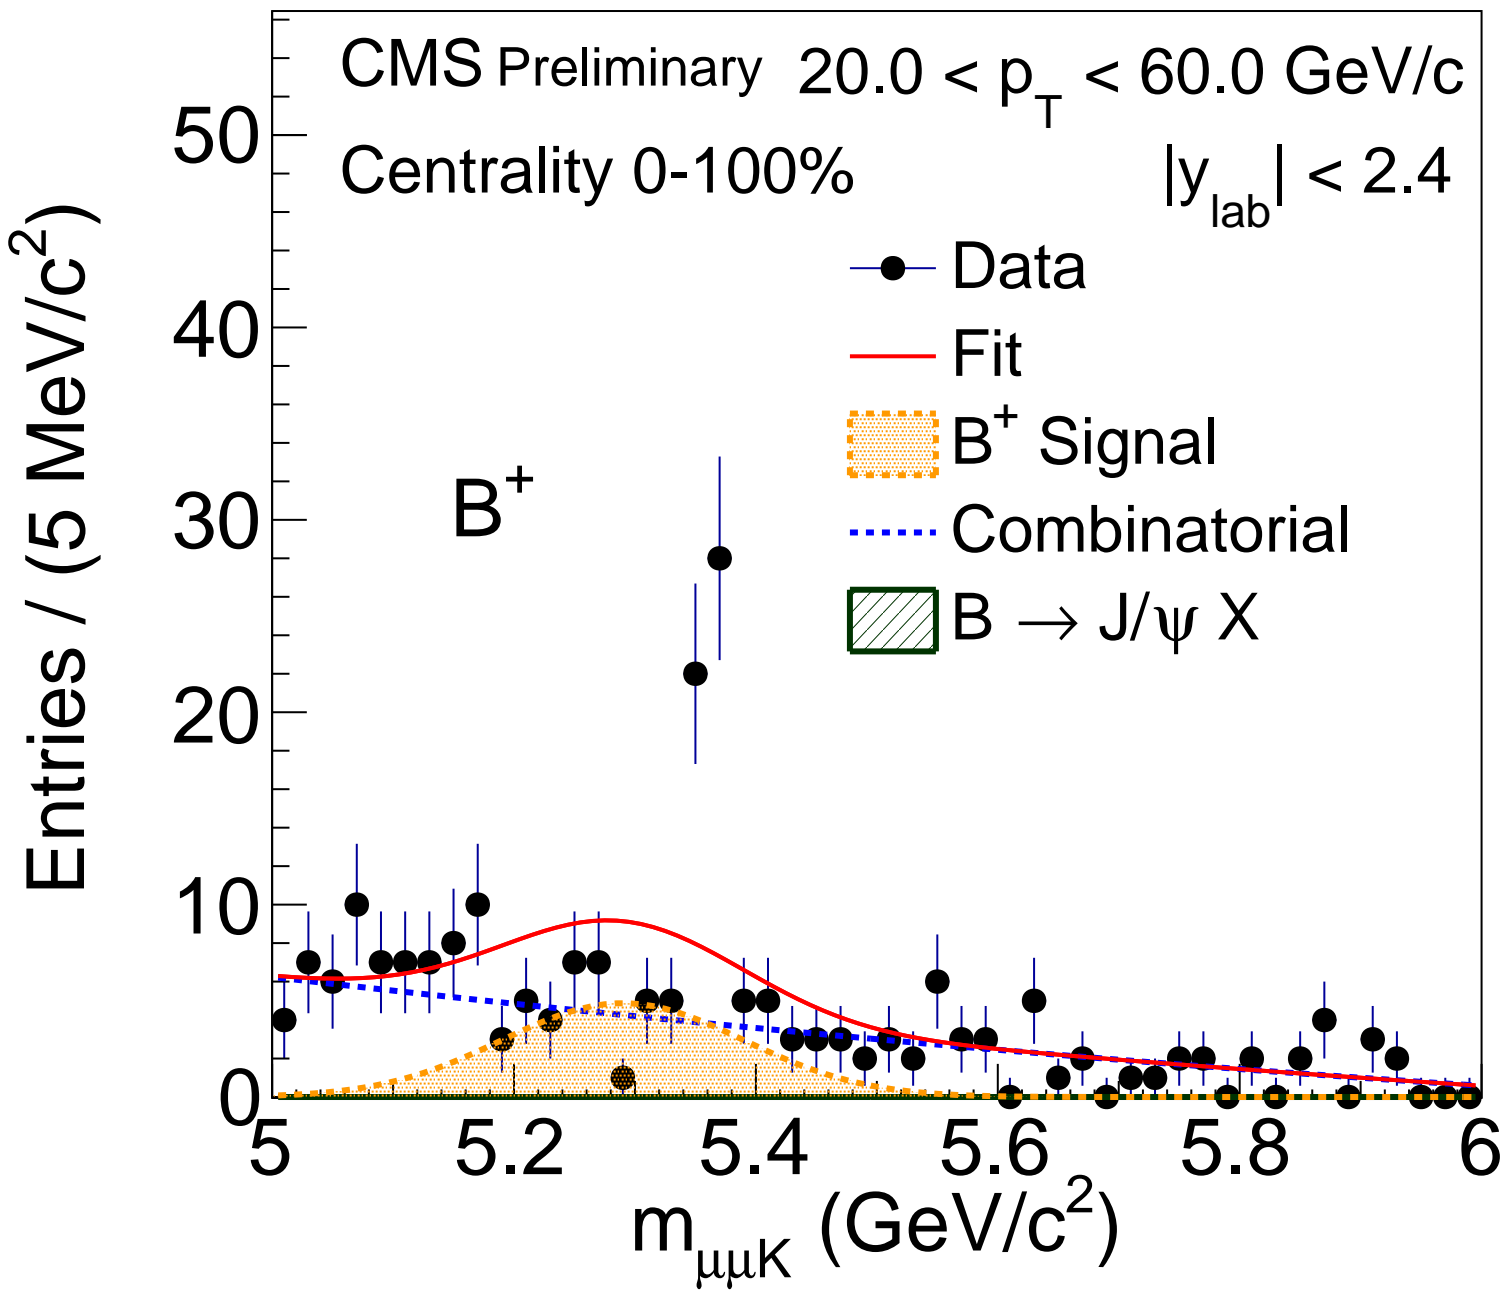 CMS Preliminary 20.0 < p_T < 60.0 GeV/c
Centrality 0-100% |y_lab| < 2.4
Data
Fit
B⁺ Signal
Combinatorial
B → J/ψ X
B⁺
Entries / (5 MeV/c²)
50
40
30
20
10
0
5 5.2 5.4 5.6 5.8 6
m_μμK (GeV/c²)